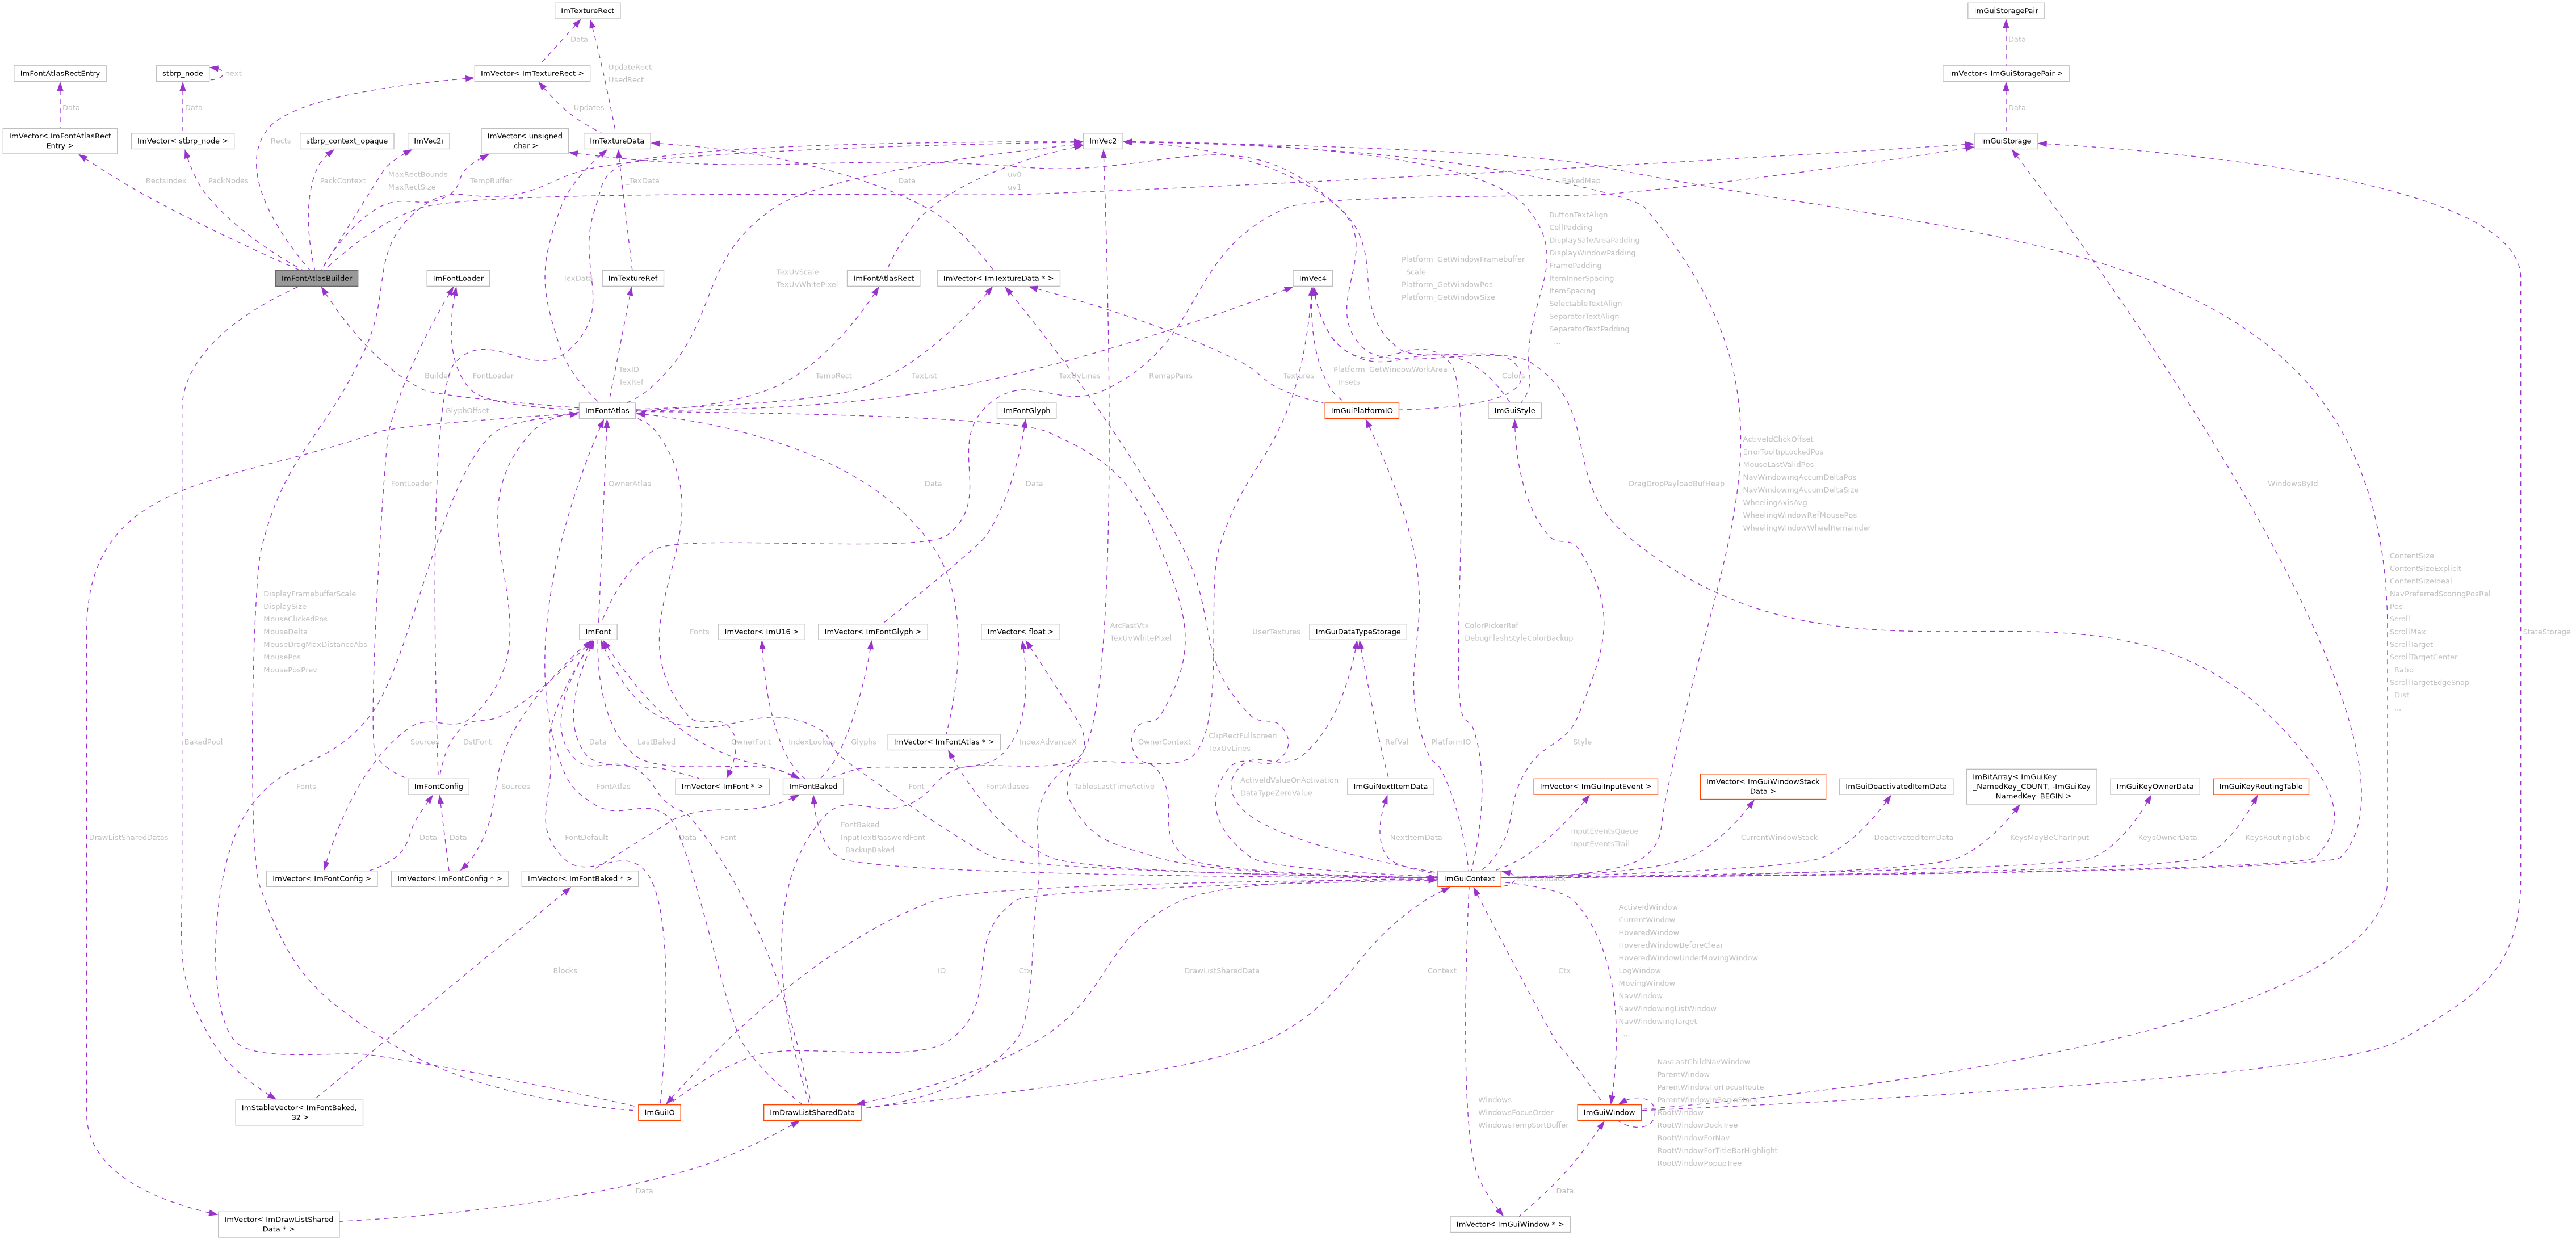 ImTextureRect
ImGuiStoragePair
Data
Data
ImFontAtlasRectEntry
stbrp_node
next
ImVector< ImTextureRect >
UpdateRect
UsedRect
ImVector< ImGuiStoragePair >
Data
Data
Updates
Data
ImVector< ImFontAtlasRect
Entry >
ImVector< stbrp_node >
stbrp_context_opaque
ImVec2i
ImVector< unsigned
char >
ImTextureData
ImVec2
ImGuiStorage
Rects
RectsIndex
PackNodes
PackContext
MaxRectBounds
MaxRectSize
TempBuffer
_TexData
Data
uv0
uv1
BakedMap
ButtonTextAlign
CellPadding
DisplaySafeAreaPadding
DisplayWindowPadding
FramePadding
ItemInnerSpacing
ItemSpacing
SelectableTextAlign
SeparatorTextAlign
SeparatorTextPadding
...
ImFontAtlasBuilder
ImFontLoader
TexData
ImTextureRef
TexUvScale
TexUvWhitePixel
ImFontAtlasRect
ImVector< ImTextureData * >
ImVec4
Platform_GetWindowFramebuffer
Scale
Platform_GetWindowPos
Platform_GetWindowSize
Builder
FontLoader
TexID
TexRef
TempRect
TexList
TexUvLines
RemapPairs
Textures
Platform_GetWindowWorkArea
Insets
Colors
GlyphOffset
ImFontAtlas
ImFontGlyph
ImGuiPlatformIO
ImGuiStyle
ActiveIdClickOffset
ErrorTooltipLockedPos
MouseLastValidPos
NavWindowingAccumDeltaPos
NavWindowingAccumDeltaSize
WheelingAxisAvg
WheelingWindowRefMousePos
WheelingWindowWheelRemainder
FontLoader
OwnerAtlas
Data
Data
DragDropPayloadBufHeap
WindowsById
ContentSize
ContentSizeExplicit
ContentSizeIdeal
NavPreferredScoringPosRel
Pos
Scroll
ScrollMax
ScrollTarget
ScrollTargetCenter
Ratio
ScrollTargetEdgeSnap
Dist
...
DisplayFramebufferScale
DisplaySize
MouseClickedPos
MouseDelta
MouseDragMaxDistanceAbs
MousePos
MousePosPrev
ImFont
Fonts
ImVector< ImU16 >
ImVector< ImFontGlyph >
ImVector< float >
ArcFastVtx
TexUvWhitePixel
UserTextures
ImGuiDataTypeStorage
ColorPickerRef
DebugFlashStyleColorBackup
StateStorage
BakedPool
Sources
DstFont
Data
LastBaked
OwnerFont
IndexLookup
Glyphs
ImVector< ImFontAtlas * >
IndexAdvanceX
OwnerContext
ClipRectFullscreen
TexUvLines
RefVal
PlatformIO
Style
Fonts
ImFontConfig
Sources
FontAtlas
ImVector< ImFont * >
ImFontBaked
Font
FontAtlases
TablesLastTimeActive
ActiveIdValueOnActivation
DataTypeZeroValue
ImGuiNextItemData
ImVector< ImGuiInputEvent >
ImVector< ImGuiWindowStack
Data >
ImGuiDeactivatedItemData
ImBitArray< ImGuiKey
_NamedKey_COUNT, -ImGuiKey
_NamedKey_BEGIN >
ImGuiKeyOwnerData
ImGuiKeyRoutingTable
DrawListSharedDatas
Data
Data
FontDefault
Data
Font
FontBaked
InputTextPasswordFont
BackupBaked
NextItemData
InputEventsQueue
InputEventsTrail
CurrentWindowStack
DeactivatedItemData
KeysMayBeCharInput
KeysOwnerData
KeysRoutingTable
ImVector< ImFontConfig >
ImVector< ImFontConfig * >
ImVector< ImFontBaked * >
ImGuiContext
ActiveIdWindow
CurrentWindow
HoveredWindow
HoveredWindowBeforeClear
HoveredWindowUnderMovingWindow
LogWindow
MovingWindow
NavWindow
NavWindowingListWindow
NavWindowingTarget
...
Blocks
IO
Ctx
DrawListSharedData
Context
Ctx
NavLastChildNavWindow
ParentWindow
ParentWindowForFocusRoute
ParentWindowInBeginStack
RootWindow
RootWindowDockTree
RootWindowForNav
RootWindowForTitleBarHighlight
RootWindowPopupTree
ImStableVector< ImFontBaked,
32 >
ImGuiIO
ImDrawListSharedData
Windows
WindowsFocusOrder
WindowsTempSortBuffer
ImGuiWindow
Data
Data
ImVector< ImDrawListShared
Data * >
ImVector< ImGuiWindow * >